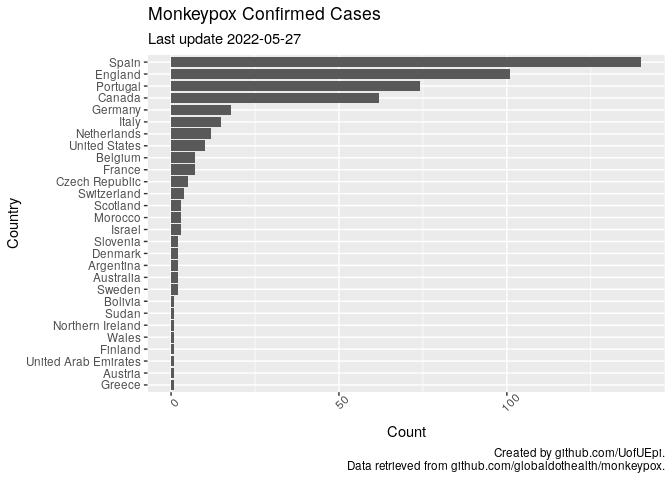 Monkeypox Confirmed Cases
Last update 2022-05-27
Country
Spain
England
Portugal
Canada
Germany
Italy
Netherlands
United States
Belgium
France
Czech Republic
Switzerland
Scotland
Morocco
Israel
Slovenia
Denmark
Argentina
Australia
Sweden
Bolivia
Sudan
Northern Ireland
Wales
Finland
United Arab Emirates
Austria
Greece
0 50 100
Count
Created by github.com/UofUEpi.
Data retrieved from github.com/globaldothealth/monkeypox.